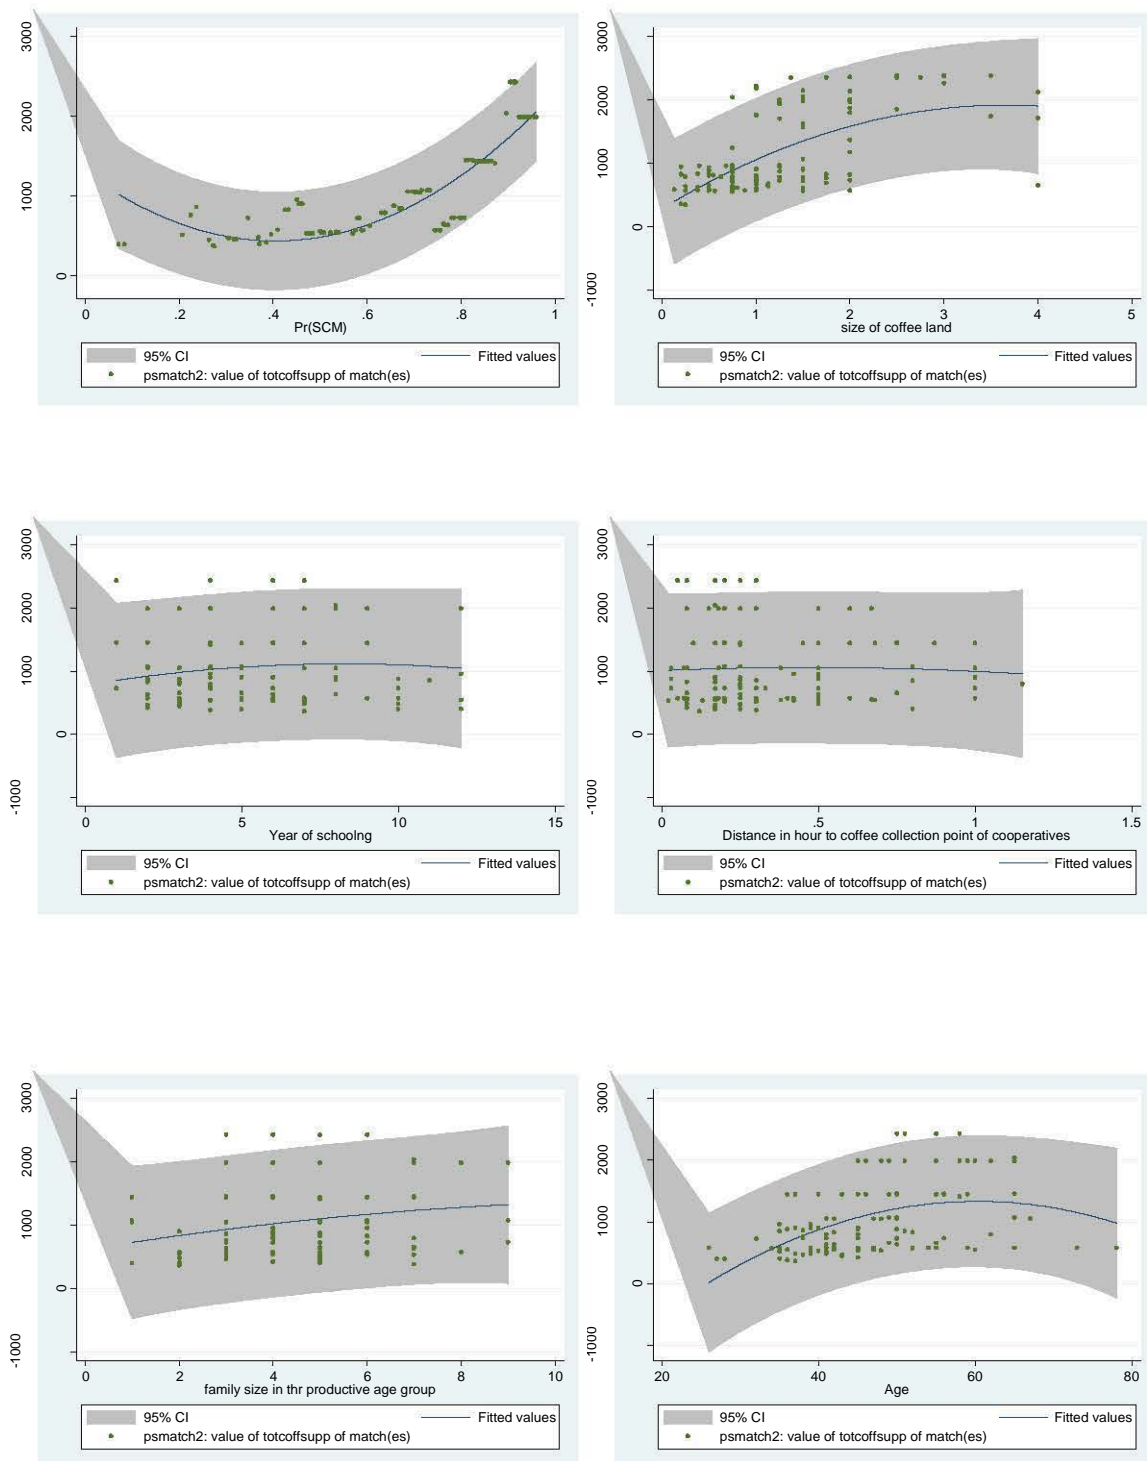 3000
2000
1000
0
0 .2 .4 .6 .8 1
Pr(SCM)
95% CI Fitted values
psmatch2: value of totcoffsupp of match(es)
3000
2000
1000
0
-1000
0 1 2 3 4 5
size of coffee land
95% CI Fitted values
psmatch2: value of totcoffsupp of match(es)
3000
2000
1000
0
-1000
0 5 10 15
Year of schoolng
95% CI Fitted values
psmatch2: value of totcoffsupp of match(es)
3000
2000
1000
0
-1000
0 .5 1 1.5
Distance in hour to coffee collection point of cooperatives
95% CI Fitted values
psmatch2: value of totcoffsupp of match(es)
3000
2000
1000
0
-1000
0 2 4 6 8 10
family size in thr productive age group
95% CI Fitted values
psmatch2: value of totcoffsupp of match(es)
3000
2000
1000
0
-1000
20 40 60 80
Age
95% CI Fitted values
psmatch2: value of totcoffsupp of match(es)